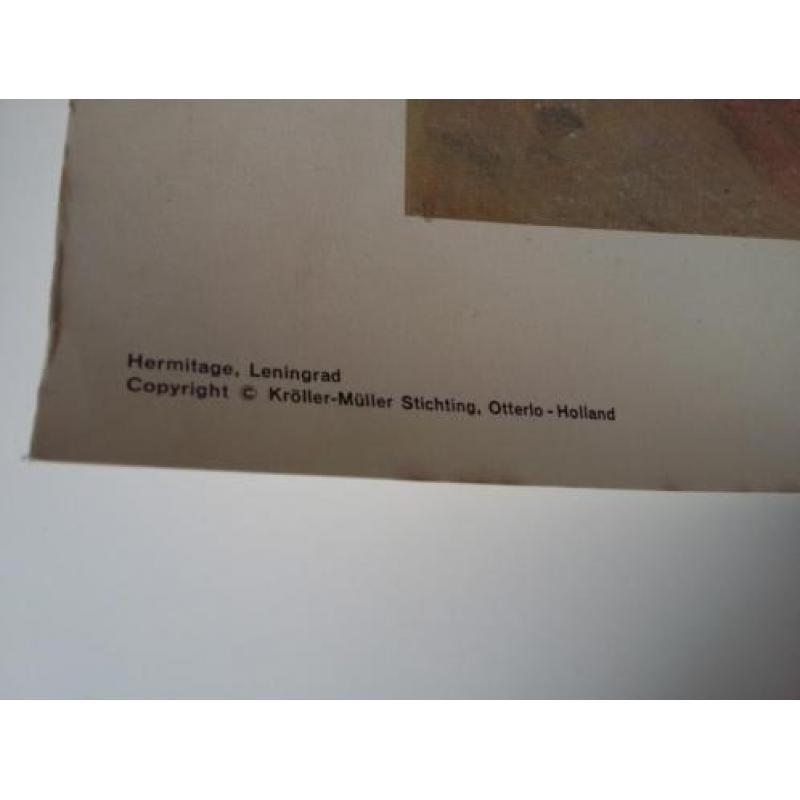 Hermitage, Leningrad
Copyright © Kröller-Müller Stichting, Otterlo - Holland